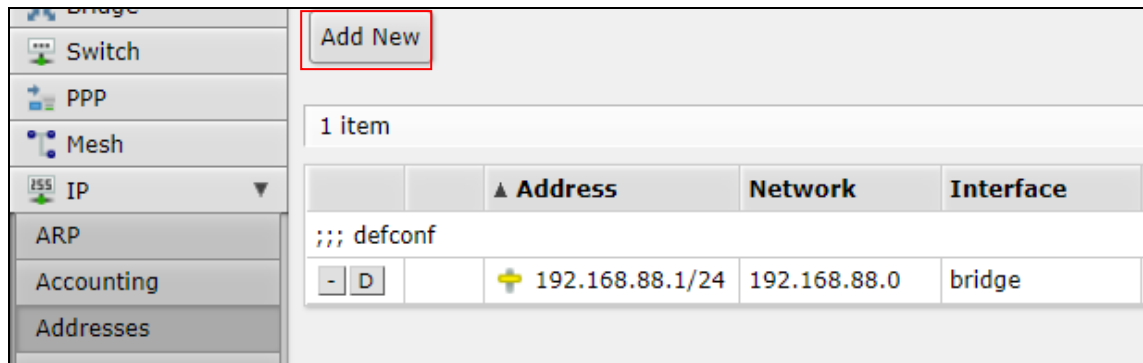 Bridge
Switch
PPP
Mesh
IP ▼
ARP
Accounting
Addresses
Add New
1 item
▲ Address Network Interface
;;; defconf
- D 192.168.88.1/24 192.168.88.0 bridge